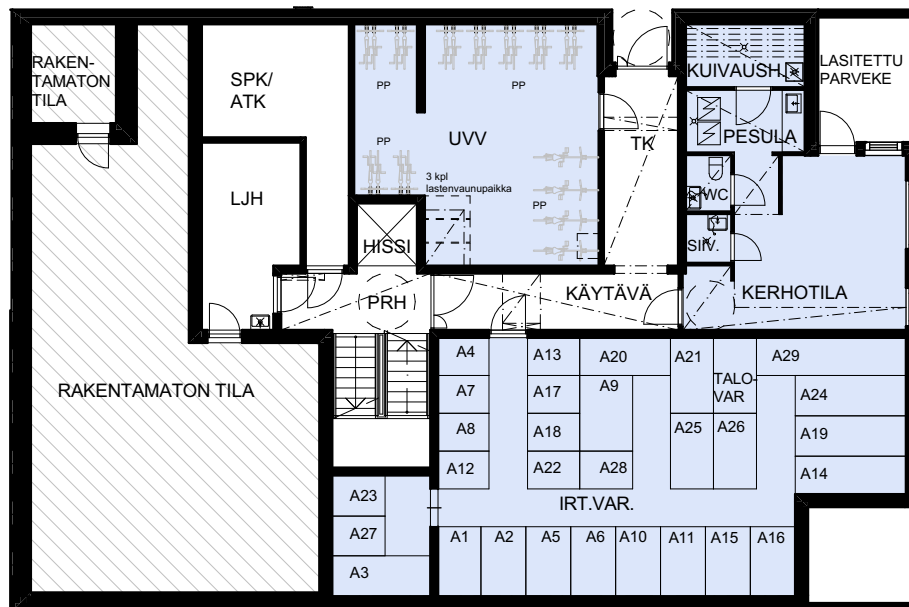 RAKEN-
TAMATON
TILA
SPK/
ATK
PP
PP
KUIVAUSH.
LASITETTU
PARVEKE
PESULA
PP
UVV
TK
3 kpl
lastenvaunupaikka
PP
WC
LJH
HISSI
SIIV.
PRH
KÄYTÄVÄ
KERHOTILA
RAKENTAMATON TILA
A4
A13
A20
A21
TALO-
VAR
A29
A7
A17
A9
A24
A8
A18
A25
A26
A19
A12
A22
A28
A14
A23
IRT.VAR.
A27
A1
A2
A5
A6
A10
A11
A15
A16
A3